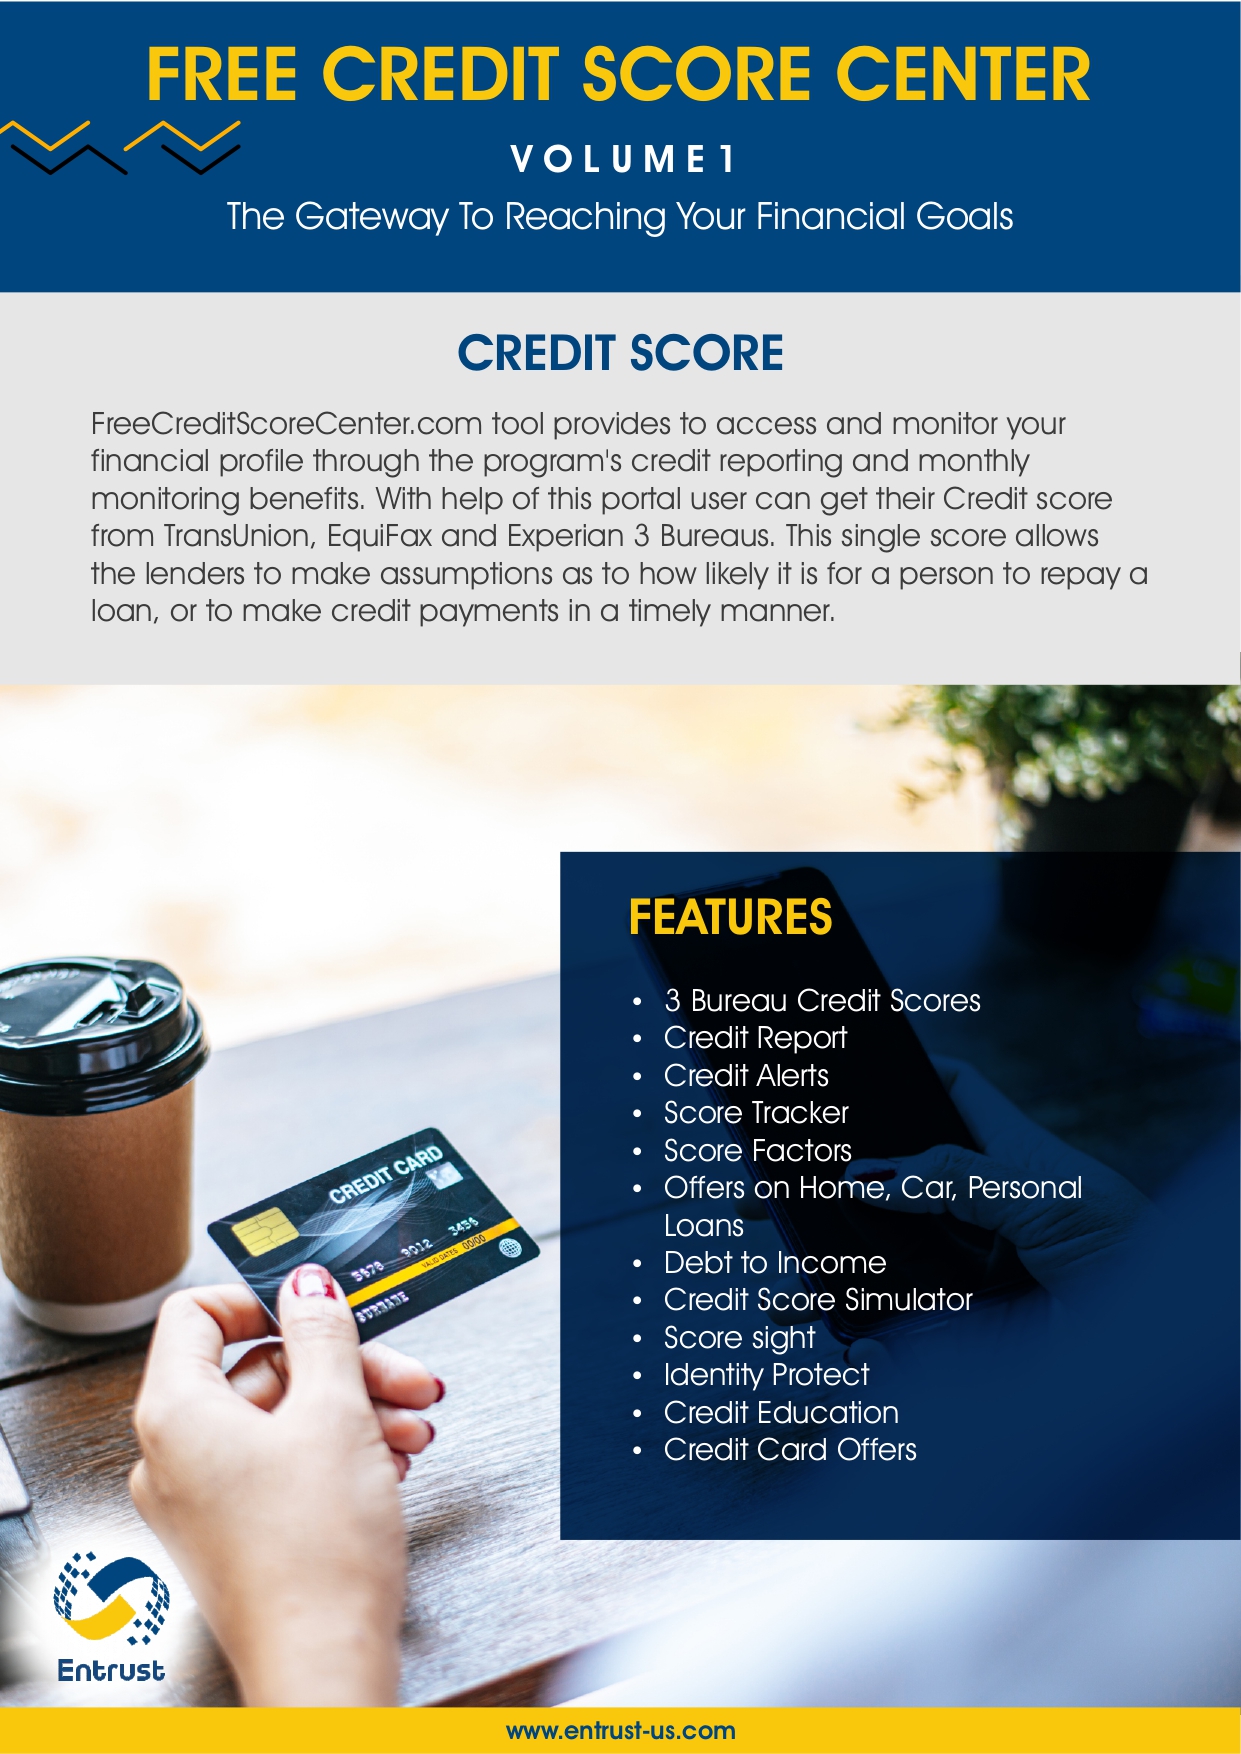 FREE CREDIT SCORE CENTER
VOLUME 1
The Gateway To Reaching Your Financial Goals
CREDIT SCORE
FreeCreditScoreCenter.com tool provides to access and monitor your
financial profile through the program's credit reporting and monthly
monitoring benefits. With help of this portal user can get their Credit score
from TransUnion, EquiFax and Experian 3 Bureaus. This single score allows
the lenders to make assumptions as to how likely it is for a person to repay a
loan, or to make credit payments in a timely manner.
FEATURES
• 3 Bureau Credit Scores
• Credit Report
• Credit Alerts
• Score Tracker
• Score Factors
• Offers on Home, Car, Personal
Loans
• Debt to Income
• Credit Score Simulator
• Score sight
• Identity Protect
• Credit Education
• Credit Card Offers
CREDIT CARD
5678 9012 3456
VALID DATES 00/00
SURNAME
Entrust
www.entrust-us.com